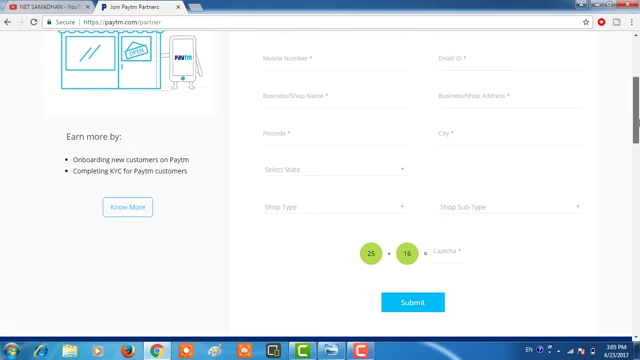 NET SAMADHAN - YouT
Join Paytm Partners
Secure
https://paytm.com/partner
OPEN
PAYTM
Mobile Number *
Email ID *
Business/Shop Name *
Business/Shop Address *
Pincode *
City *
Earn more by:
Onboarding new customers on Paytm
Completing KYC for Paytm customers
Know More
Select State
Shop Type
Shop Sub-Type
25 + 16 = Captcha *
Submit
EN
3:05 PM
4/23/2017